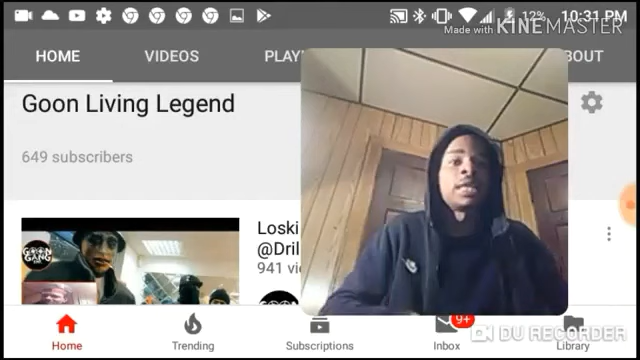 12% 10:31 PM
Made with KINEMASTER
HOME VIDEOS PLAYL BOUT
Goon Living Legend
649 subscribers
Loski
@Dril
941 vi
GOON
GANG
9+
Home Trending Subscriptions Inbox Library
DU RECORDER